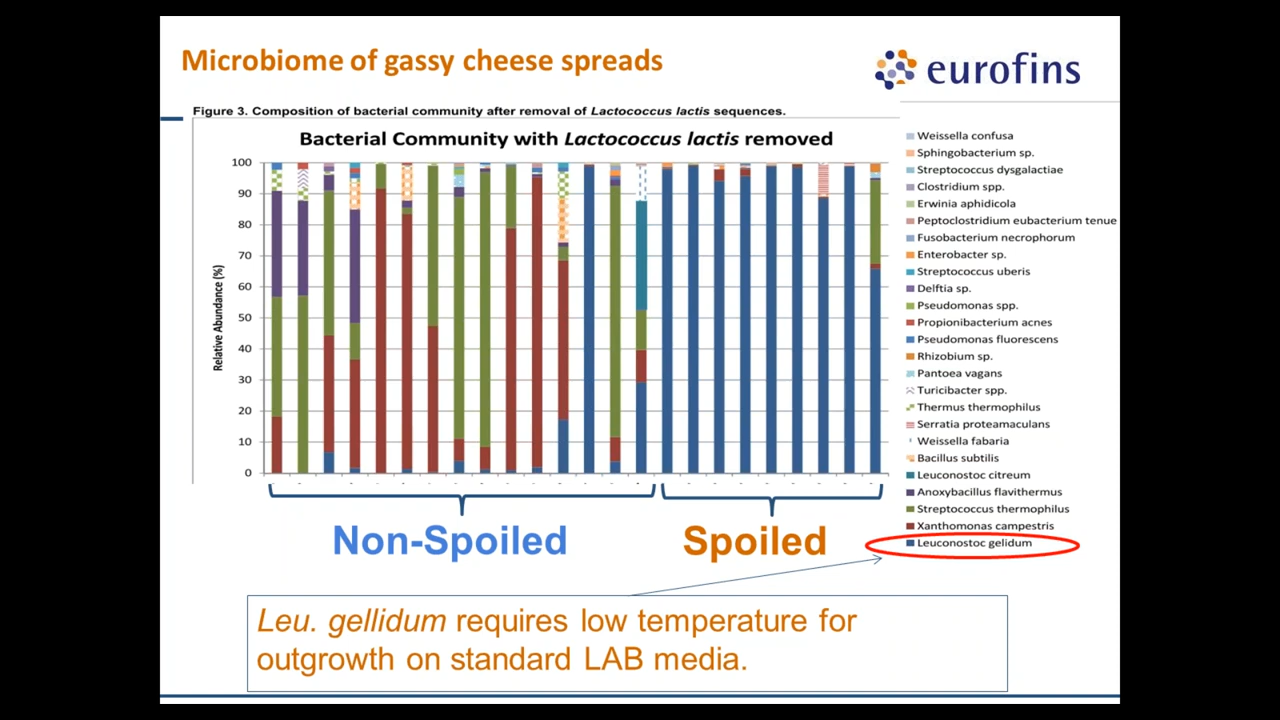 Microbiome of gassy cheese spreads
eurofins
Figure 3. Composition of bacterial community after removal of Lactococcus lactis sequences.
Bacterial Community with Lactococcus lactis removed
Relative Abundance (%)
100
90
80
70
60
50
40
30
20
10
0
Weissella confusa
Sphingobacterium sp.
Streptococcus dysgalactiae
Clostridium spp.
Erwinia aphidicola
Peptoclostridium eubacterium tenue
Fusobacterium necrophorum
Enterobacter sp.
Streptococcus uberis
Delftia sp.
Pseudomonas spp.
Propionibacterium acnes
Pseudomonas fluorescens
Rhizobium sp.
Pantoea vagans
Turicibacter spp.
Thermus thermophilus
Serratia proteamaculans
Weissella fabaria
Bacillus subtilis
Leuconostoc citreum
Anoxybacillus flavithermus
Streptococcus thermophilus
Xanthomonas campestris
Leuconostoc gelidum
Non-Spoiled
Spoiled
Leu. gellidum requires low temperature for
outgrowth on standard LAB media.